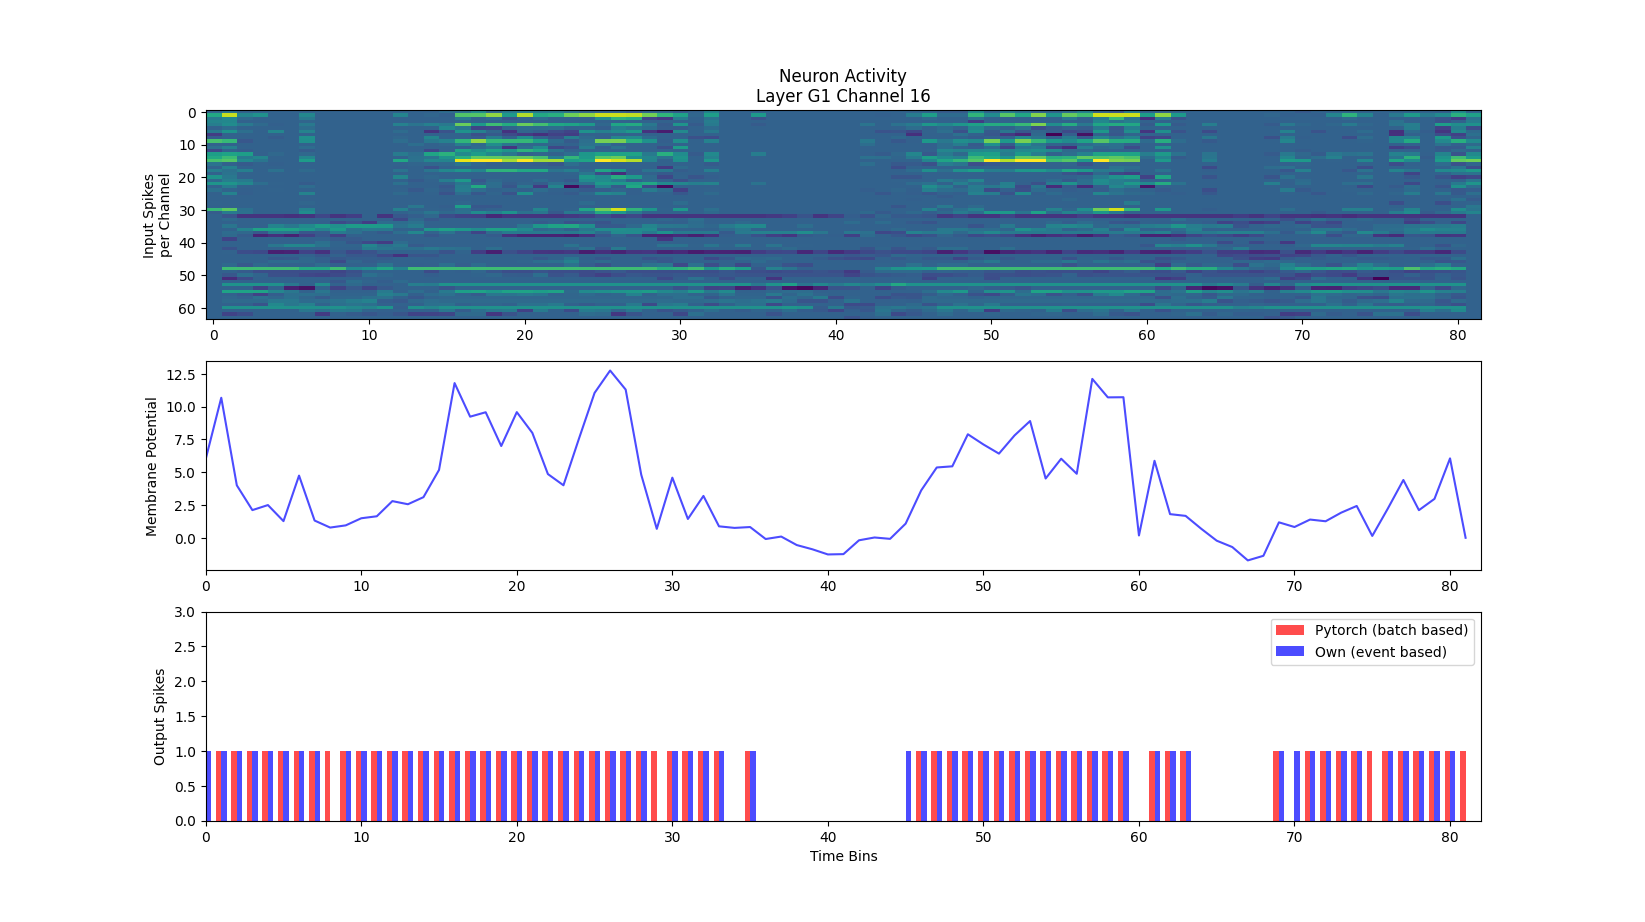 Neuron Activity
Layer G1 Channel 16
Input Spikes
per Channel
0
10
20
30
40
50
60
0 10 20 30 40 50 60 70 80
Membrane Potential
12.5
10.0
7.5
5.0
2.5
0.0
0 10 20 30 40 50 60 70 80
Output Spikes
3.0
2.5
2.0
1.5
1.0
0.5
0.0
Pytorch (batch based)
Own (event based)
0 10 20 30 40 50 60 70 80
Time Bins